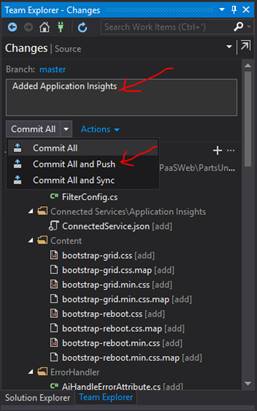 Team Explorer - Changes
Search Work Items (Ctrl+')
Changes | Source
Branch: master
Added Application Insights
Commit All Actions
Commit All
Commit All and Push
PaaSWeb\PartsUn...
Commit All and Sync
FilterConfig.cs
Connected Services\Application Insights
ConnectedService.json [add]
Content
bootstrap-grid.css [add]
bootstrap-grid.css.map [add]
bootstrap-grid.min.css [add]
bootstrap-grid.min.css.map [add]
bootstrap-reboot.css [add]
bootstrap-reboot.css.map [add]
bootstrap-reboot.min.css [add]
bootstrap-reboot.min.css.map [add]
ErrorHandler
AiHandleErrorAttribute.cs [add]
Solution Explorer Team Explorer